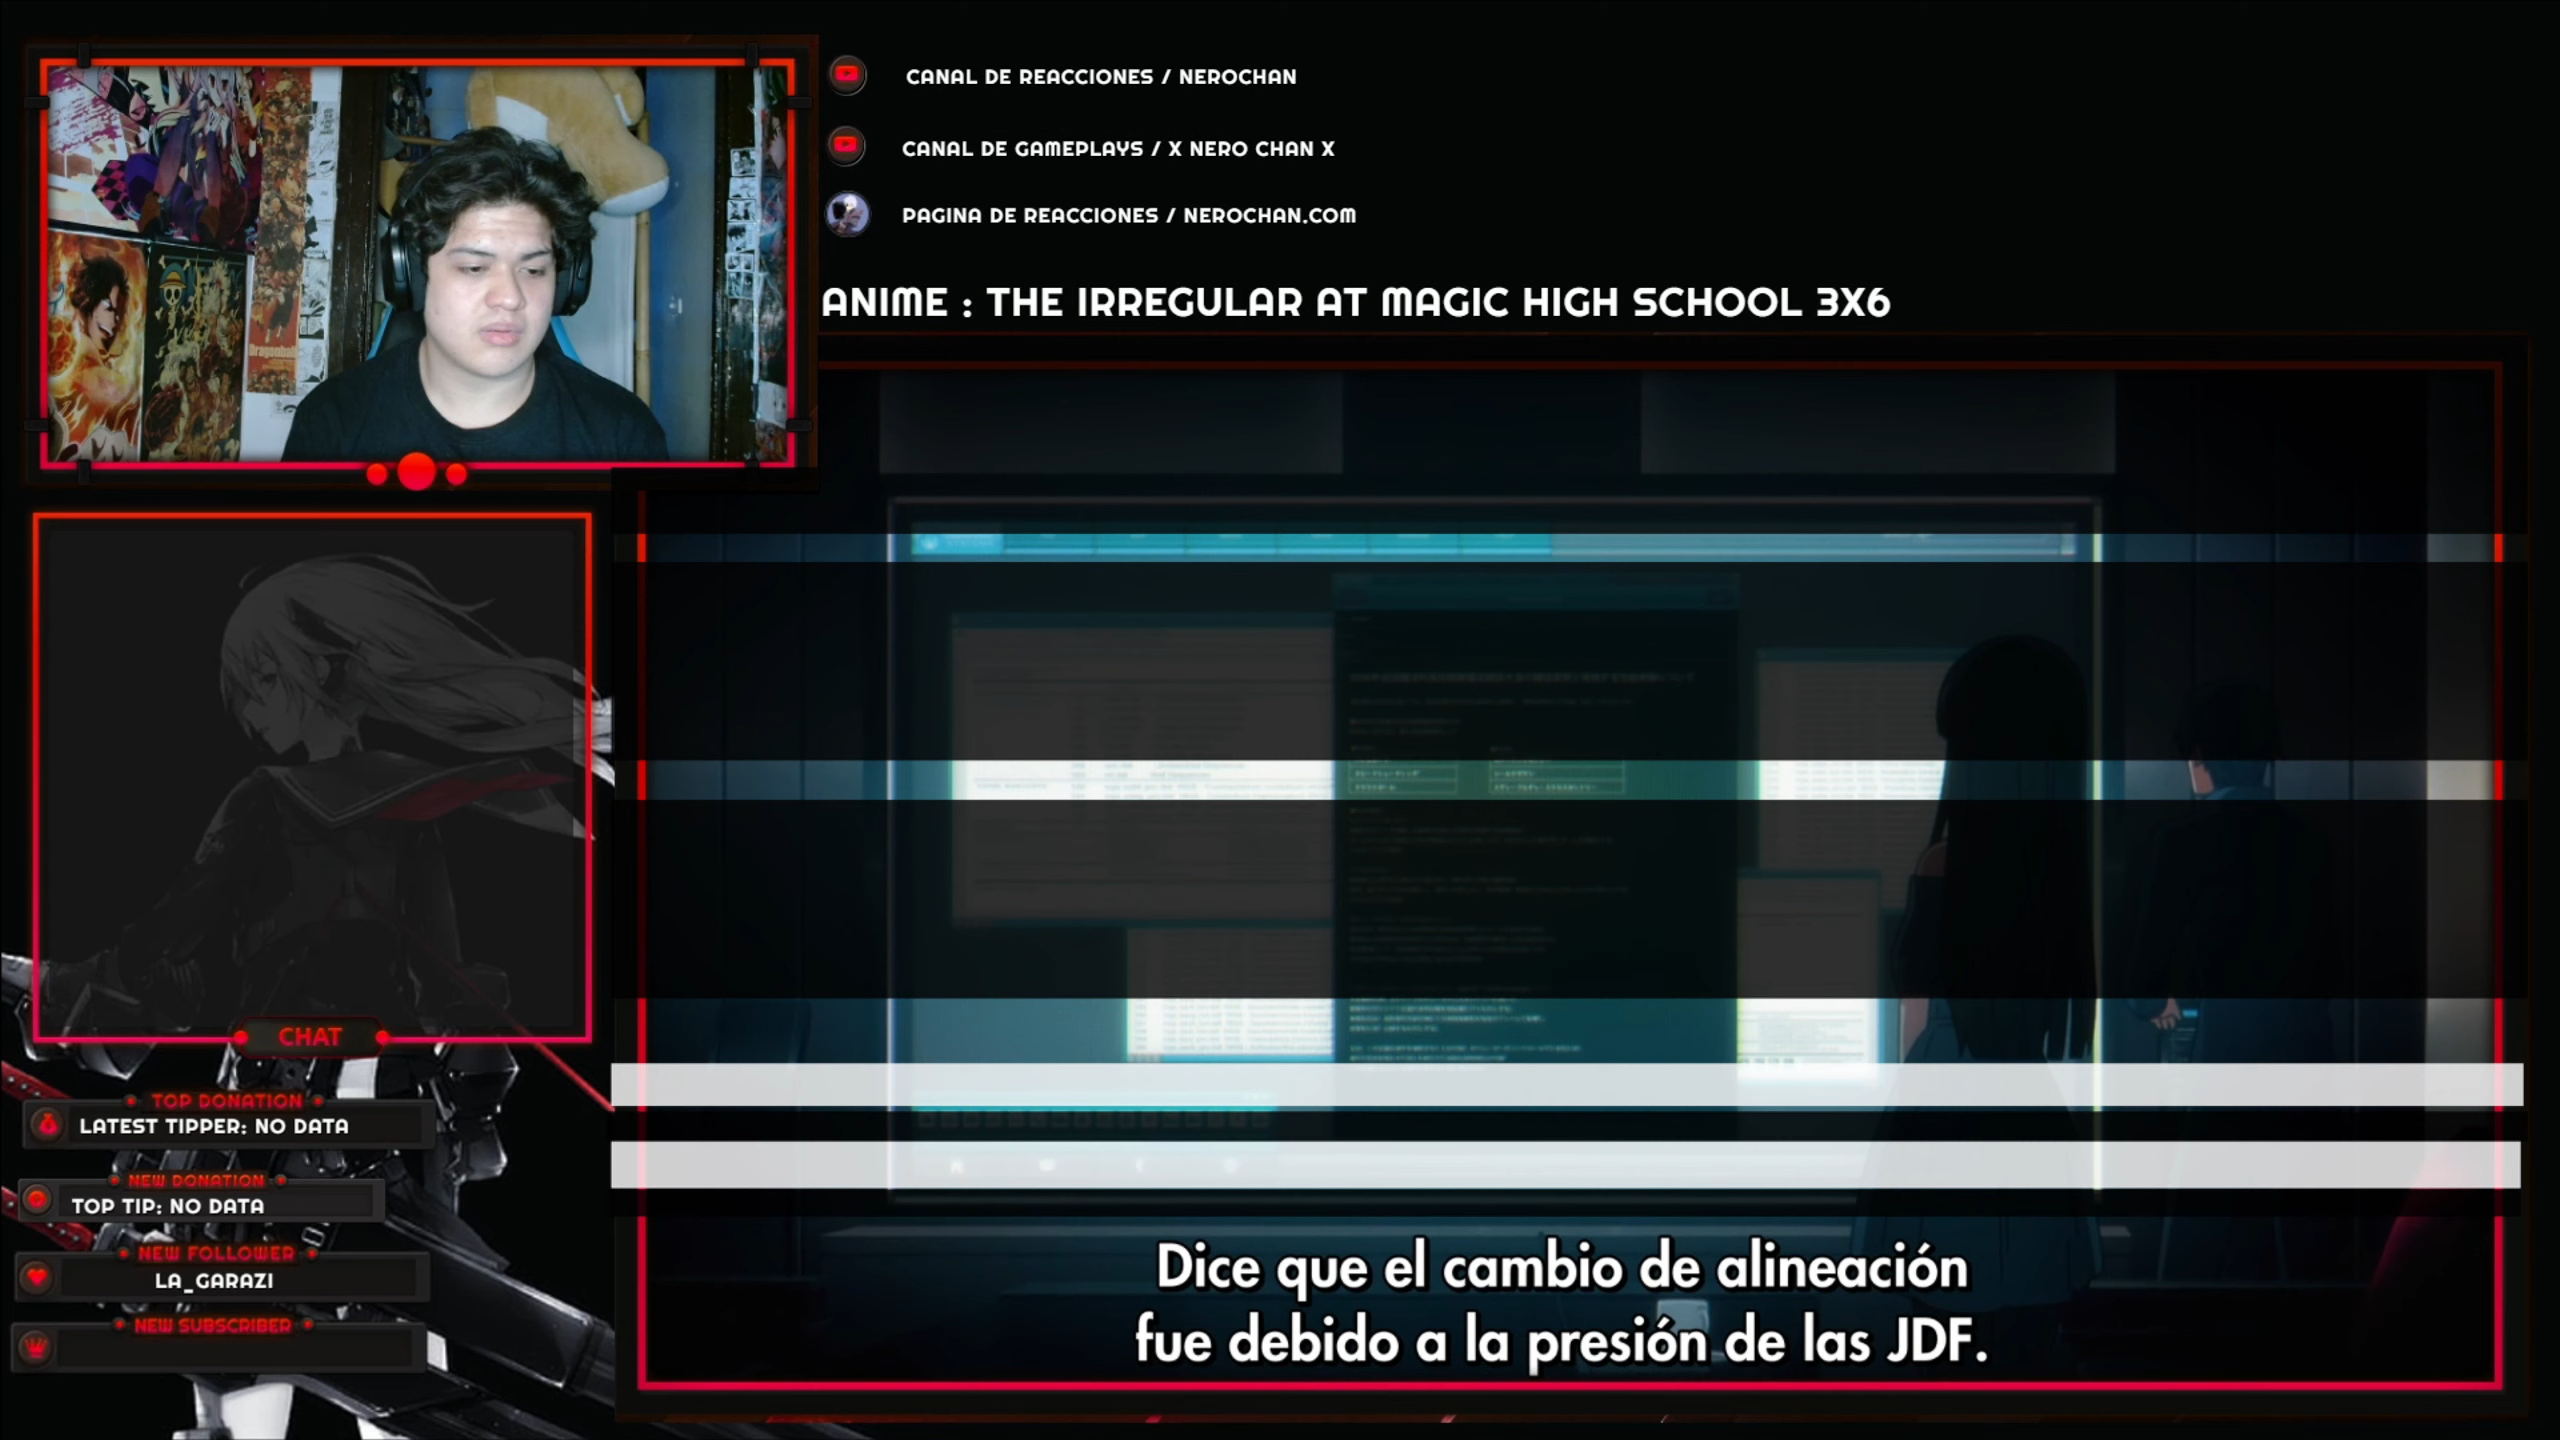 CANAL DE REACCIONES / NEROCHAN
CANAL DE GAMEPLAYS / X NERO CHAN X
PAGINA DE REACCIONES / NEROCHAN.COM
ANIME : THE IRREGULAR AT MAGIC HIGH SCHOOL 3X6
Dragonball
CHAT
TOP DONATION
LATEST TIPPER: NO DATA
NEW DONATION
TOP TIP: NO DATA
NEW FOLLOWER
LA_GARAZI
NEW SUBSCRIBER
Dice que el cambio de alineación
fue debido a la presión de las JDF.